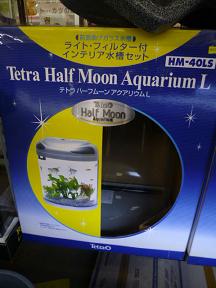 ●前面曲げガラス水槽●
ライト・フィルター付
インテリア水槽セット
HM-40LS
Tetra Half Moon Aquarium L
テトラ ハーフムーンアクアリウム L
Tetra
Half Moon
AQUARIUM
Tetra